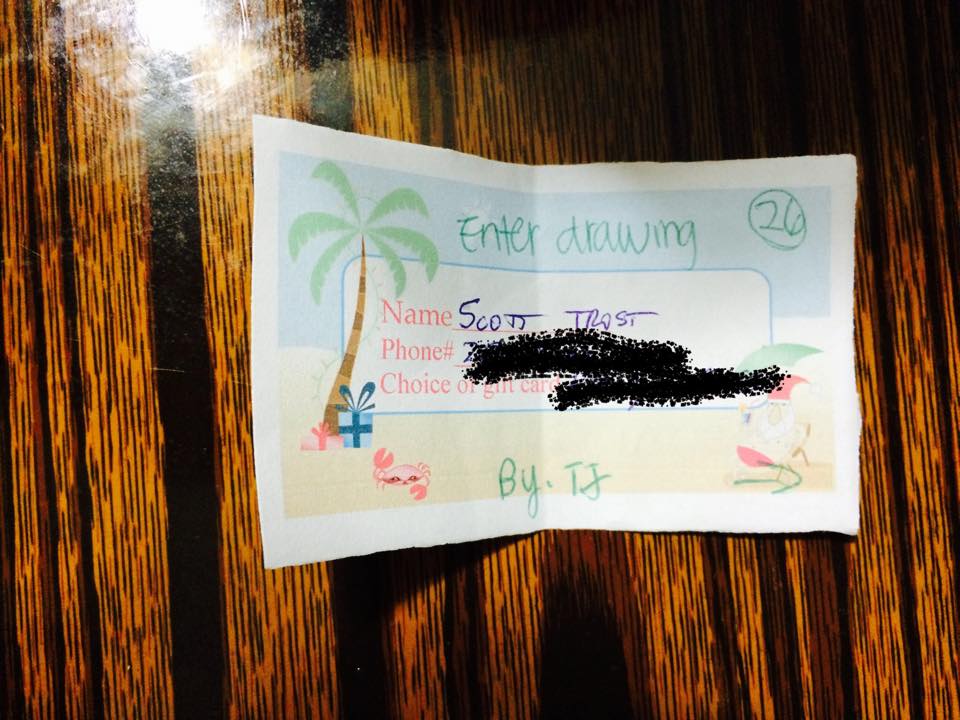 Enter drawing 26
Name SCOTT TROST
Phone#
Choice of gift card
By. TJ